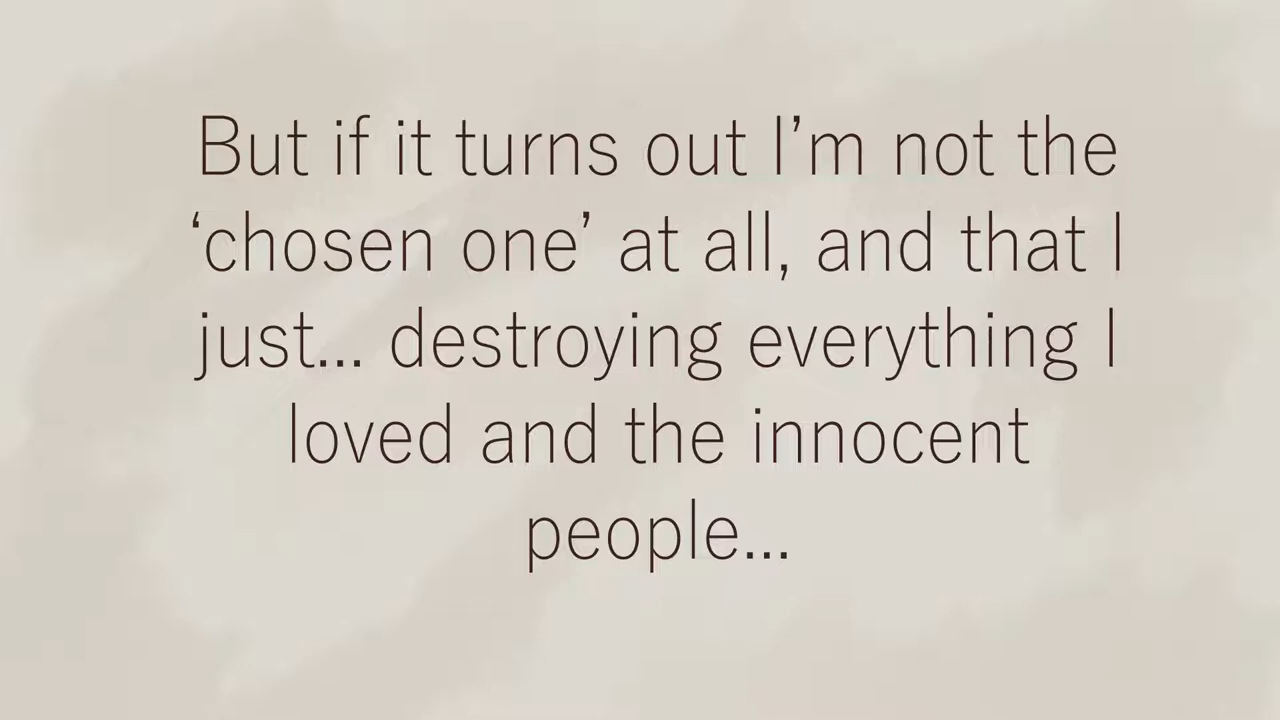 But if it turns out I’m not the
‘chosen one’ at all, and that I
just... destroying everything I
loved and the innocent
people...